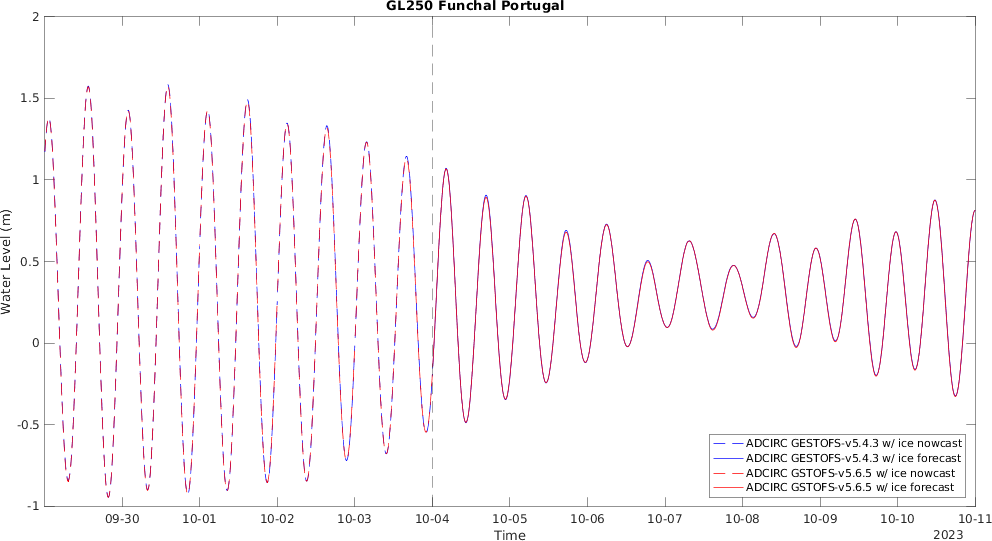 GL250 Funchal Portugal
2
1.5
1
0.5
0
-0.5
-1
Water Level (m)
ADCIRC GESTOFS-v5.4.3 w/ ice nowcast
ADCIRC GESTOFS-v5.4.3 w/ ice forecast
ADCIRC GSTOFS-v5.6.5 w/ ice nowcast
ADCIRC GSTOFS-v5.6.5 w/ ice forecast
09-30 10-01 10-02 10-03 10-04 10-05 10-06 10-07 10-08 10-09 10-10 10-11
Time
2023